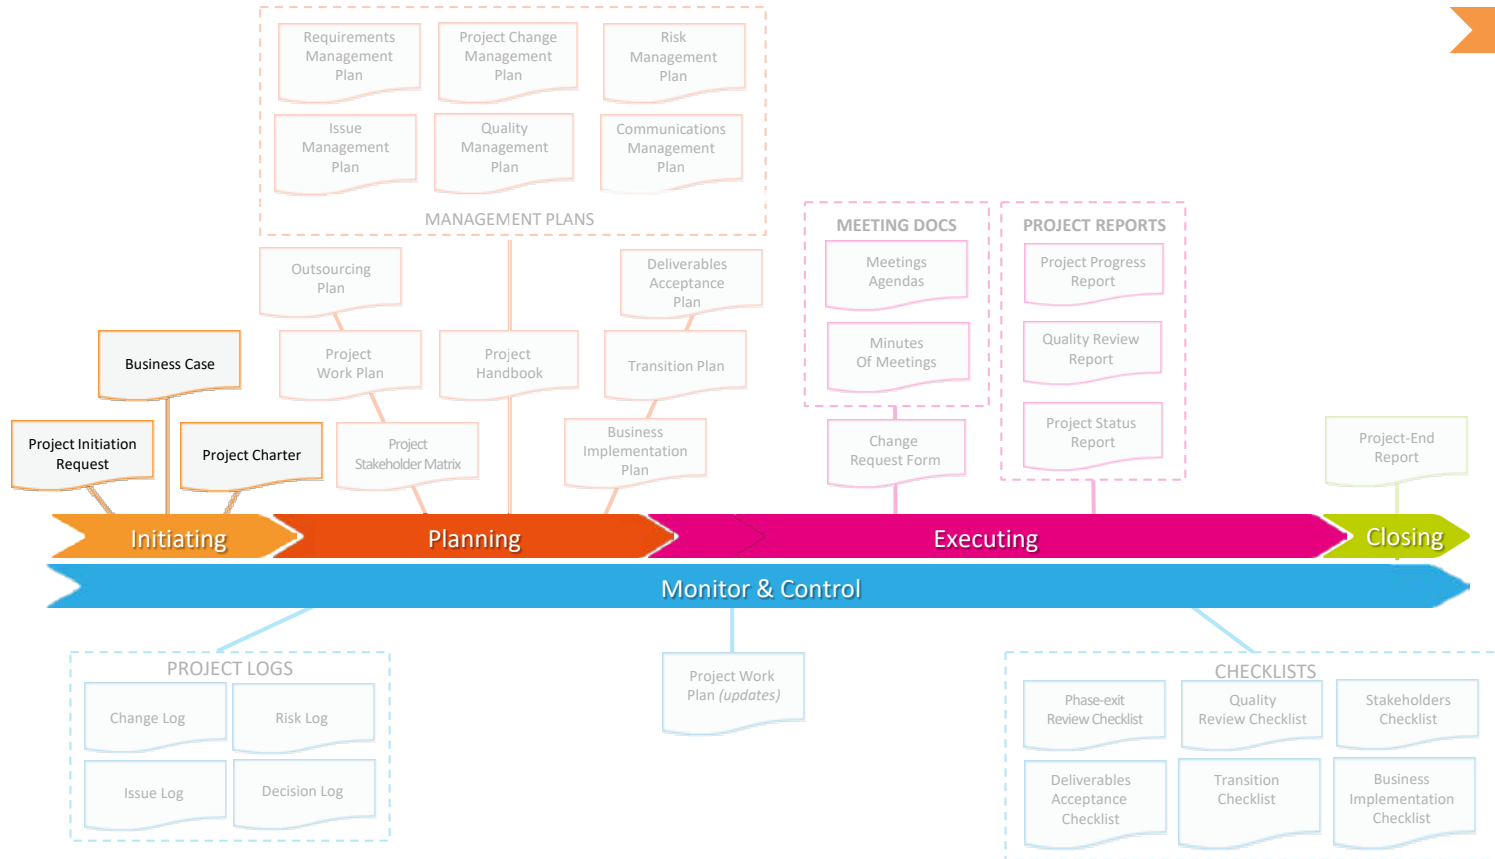 Requirements
Management
Plan
Project Change
Management
Plan
Risk
Management
Plan
Issue
Management
Plan
Quality
Management
Plan
Communications
Management
Plan
MANAGEMENT PLANS
Outsourcing
Plan
Deliverables
Acceptance
Plan
Business Case
Project
Work Plan
Project
Handbook
Transition Plan
Project Initiation
Request
Project Charter
Project
Stakeholder Matrix
Business
Implementation
Plan
MEETING DOCS
Meetings
Agendas
Minutes
Of Meetings
Change
Request Form
PROJECT REPORTS
Project Progress
Report
Quality Review
Report
Project Status
Report
Project-End
Report
Initiating
Planning
Executing
Closing
Monitor & Control
PROJECT LOGS
Change Log
Risk Log
Issue Log
Decision Log
Project Work
Plan (updates)
CHECKLISTS
Phase-exit
Review Checklist
Quality
Review Checklist
Stakeholders
Checklist
Deliverables
Acceptance
Checklist
Transition
Checklist
Business
Implementation
Checklist